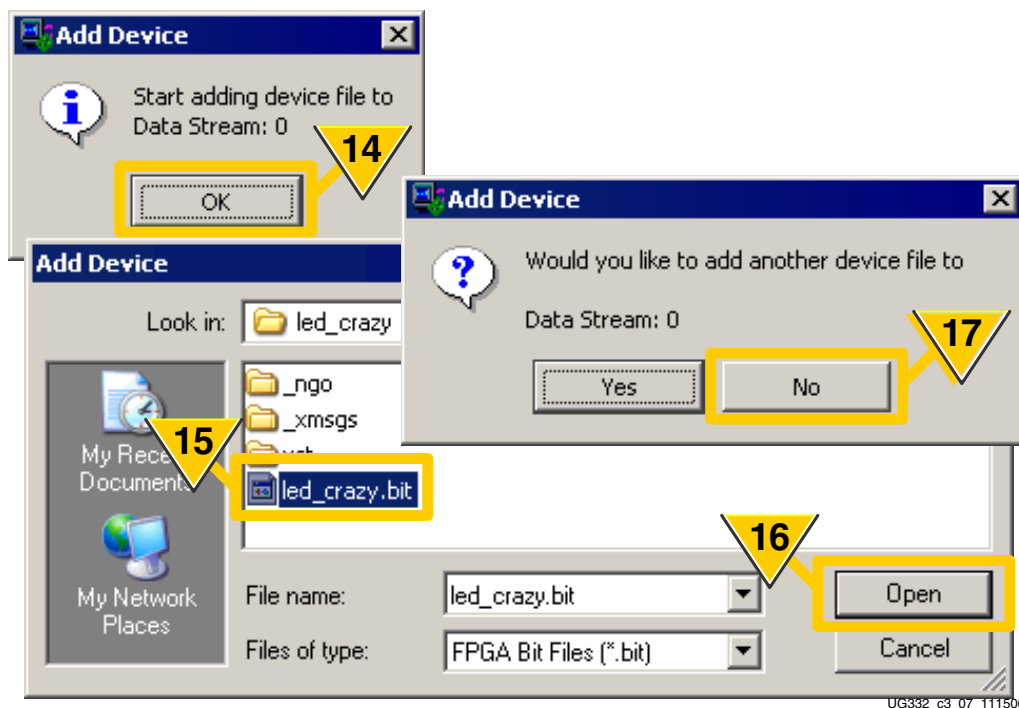 Add Device
Start adding device file to
Data Stream: 0
14
OK
Add Device
Would you like to add another device file to
Data Stream: 0
17
Yes
No
Add Device
Look in:
led_crazy
_ngo
_xmsgs
15
My
Documents
led_crazy.bit
16
My Network
Places
File name:
led_crazy.bit
Open
Files of type:
FPGA Bit Files (*.bit)
Cancel